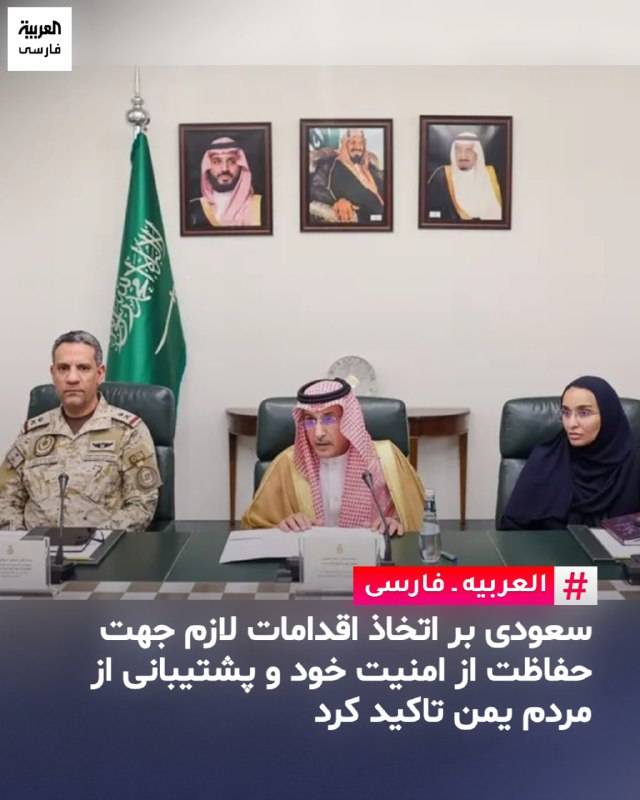 العربية
فارسی
# العربیه ـ فارسی
سعودی بر اتخاذ اقدامات لازم جهت
حفاظت از امنیت خود و پشتیبانی از
مردم یمن تاکید کرد